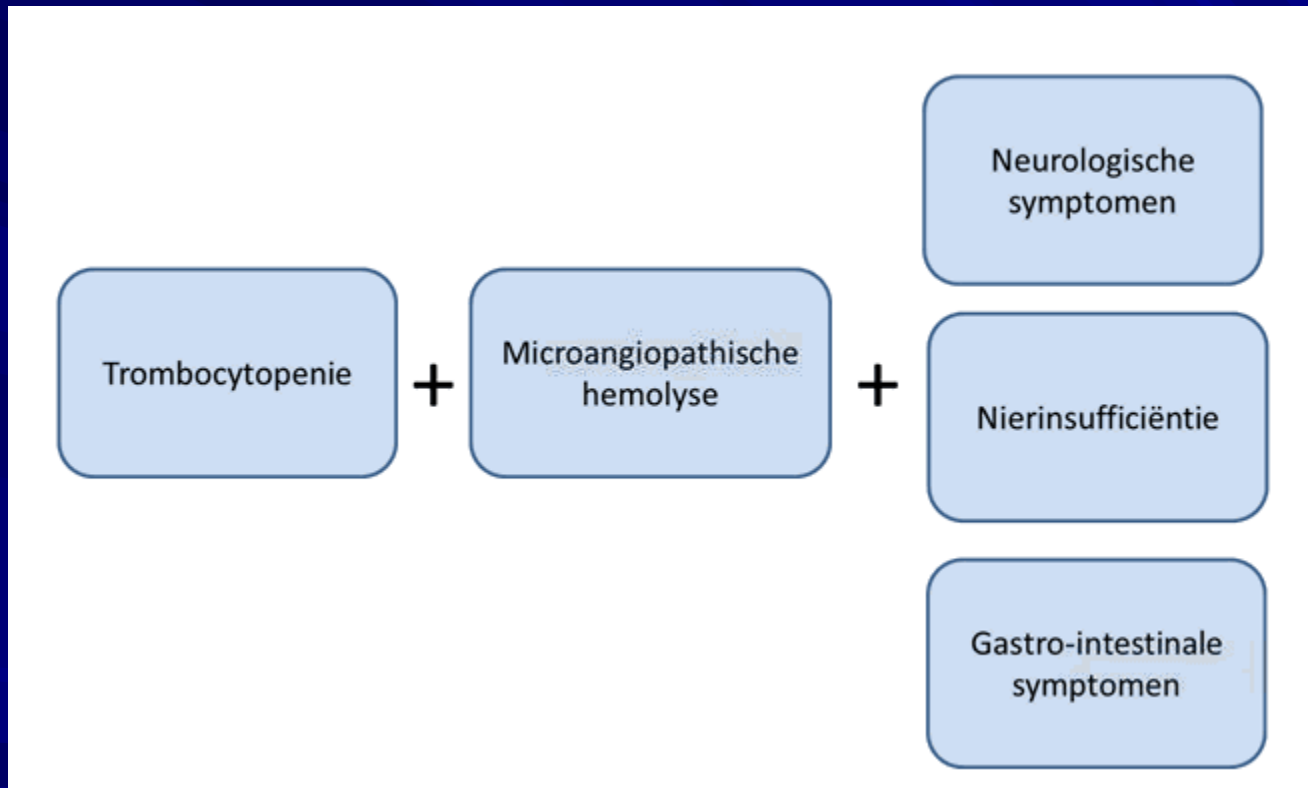 Trombocytopenie
+
Microangiopathische
hemolyse
+
Neurologische
symptomen
Nierinsufficiëntie
Gastro-intestinale
symptomen